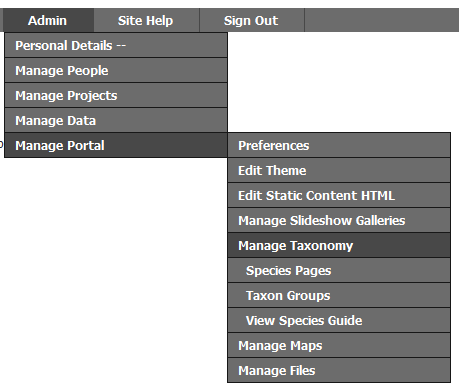 Admin Site Help Sign Out
Personal Details --
Manage People
Manage Projects
Manage Data
Manage Portal
Preferences
Edit Theme
Edit Static Content HTML
Manage Slideshow Galleries
Manage Taxonomy
Species Pages
Taxon Groups
View Species Guide
Manage Maps
Manage Files